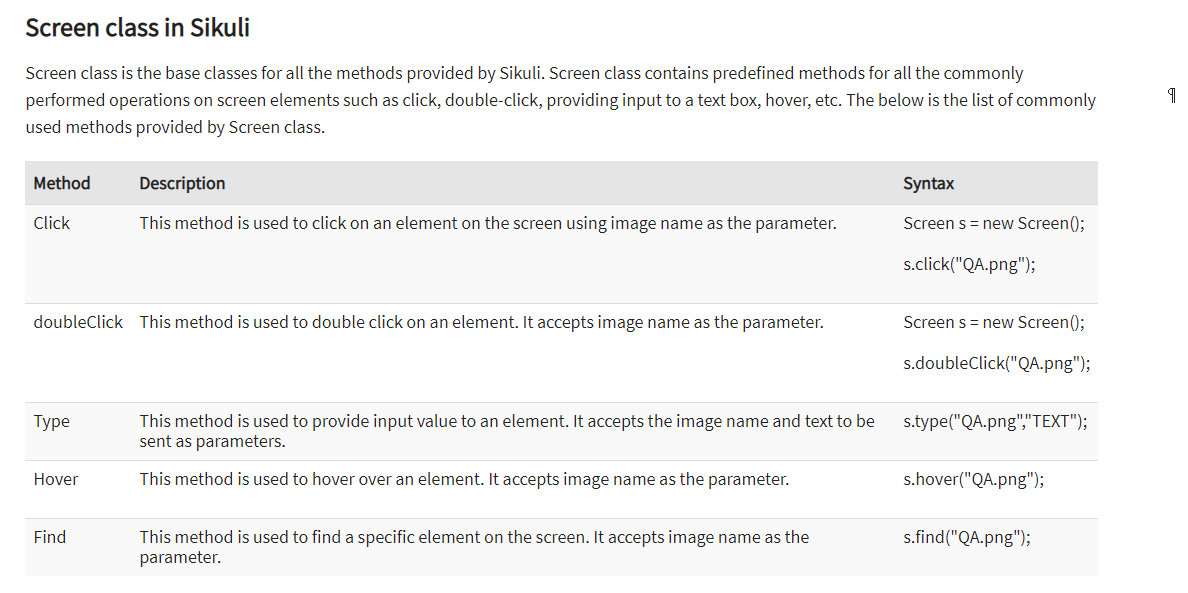 Screen class in Sikuli
Screen class is the base classes for all the methods provided by Sikuli. Screen class contains predefined methods for all the commonly
performed operations on screen elements such as click, double-click, providing input to a text box, hover, etc. The below is the list of commonly
used methods provided by Screen class.
¶
Method Description Syntax
Click This method is used to click on an element on the screen using image name as the parameter. Screen s = new Screen();
s.click("QA.png");
doubleClick This method is used to double click on an element. It accepts image name as the parameter. Screen s = new Screen();
s.doubleClick("QA.png");
Type This method is used to provide input value to an element. It accepts the image name and text to be s.type("QA.png","TEXT");
sent as parameters.
Hover This method is used to hover over an element. It accepts image name as the parameter. s.hover("QA.png");
Find This method is used to find a specific element on the screen. It accepts image name as the s.find("QA.png");
parameter.